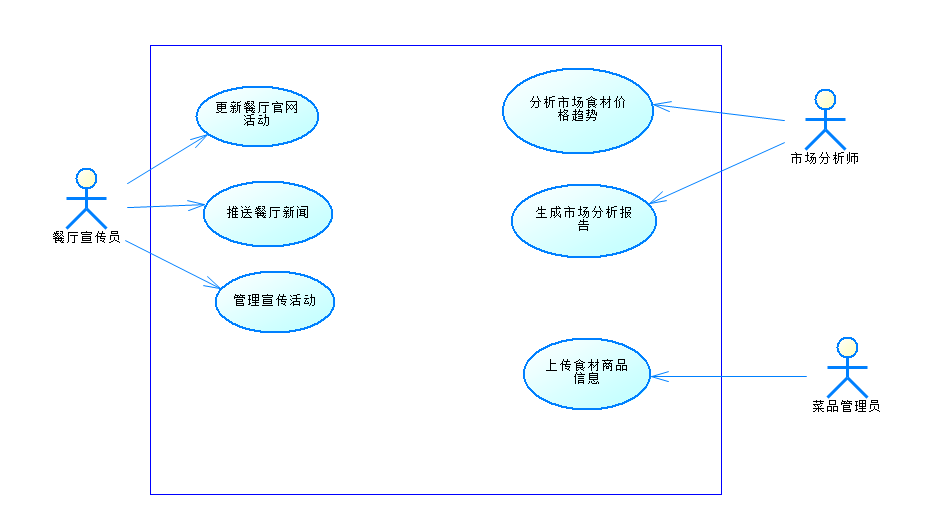 更新餐厅官网
活动
推送餐厅新闻
管理宣传活动
餐厅宣传员
分析市场食材价
格趋势
生成市场分析报
告
上传食材商品
信息
市场分析师
菜品管理员